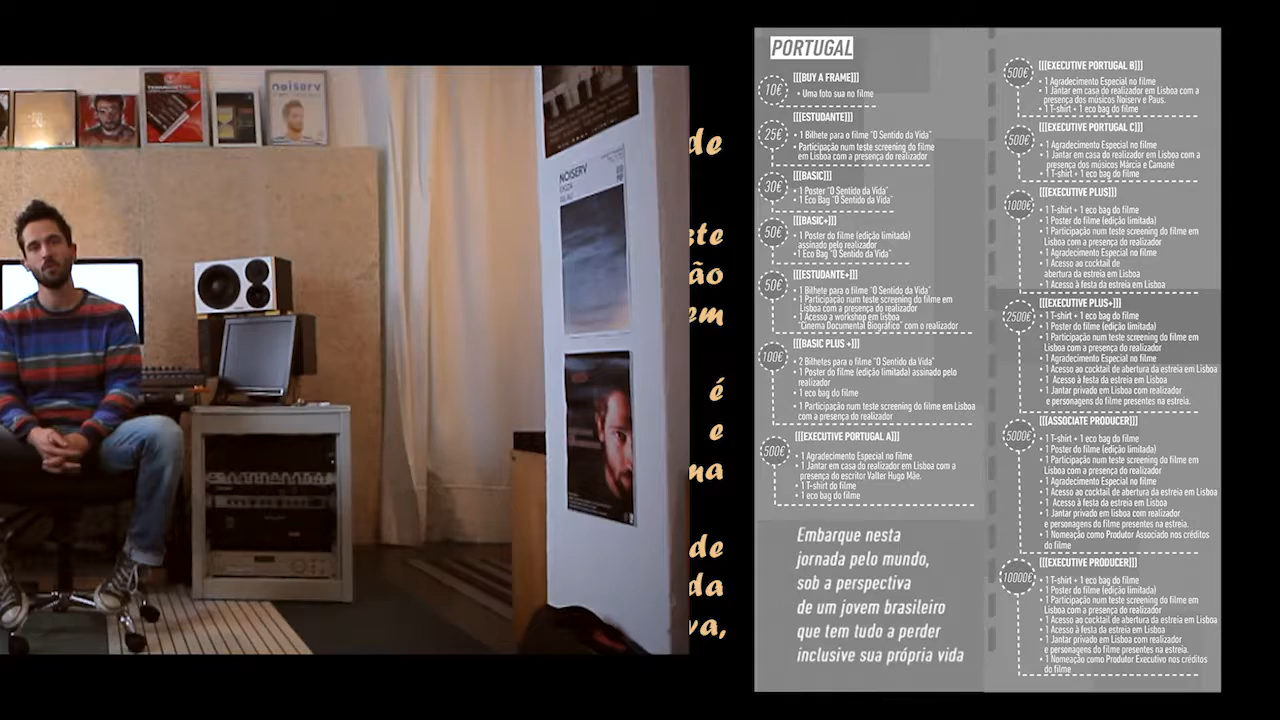 noiserv
NOISERV
de
ete
ão
em
é
e
na
de
da
va,
PORTUGAL
10€
[[[BUY A FRAME]]]
• Uma foto sua no filme
25€
[[[ESTUDANTE]]]
• 1 Bilhete para o filme "O Sentido da Vida"
• Participação num teste screening do filme
em Lisboa com a presença do realizador
30€
[[[BASIC]]]
• 1 Poster "O Sentido da Vida"
• 1 Eco Bag "O Sentido da Vida"
50€
[[[BASIC+]]]
• 1 Poster do filme (edição limitada)
assinado pelo realizador
• 1 Eco Bag "O Sentido da Vida"
50€
[[[ESTUDANTE+]]]
• 1 Bilhete para o filme "O Sentido da Vida"
• 1 Participação num teste screening do filme em
Lisboa com a presença do realizador
• 1 Acesso a workshop em lisboa
"Cinema Documental Biográfico" com o realizador
100€
[[[BASIC PLUS +]]]
• 2 Bilhetes para o filme "O Sentido da Vida"
• 1 Poster do filme (edição limitada) assinado pelo
realizador
• 1 eco bag do filme
• 1 Participação num teste screening do filme em Lisboa
com a presença do realizador
500€
[[[EXECUTIVE PORTUGAL A]]]
• 1 Agradecimento Especial no filme
• 1 Jantar em casa do realizador em Lisboa com a
presença do escritor Valter Hugo Mãe.
• 1 T-shirt do filme
• 1 eco bag do filme
Embarque nesta
jornada pelo mundo,
sob a perspectiva
de um jovem brasileiro
que tem tudo a perder
inclusive sua própria vida
500€
[[[EXECUTIVE PORTUGAL B]]]
• 1 Agradecimento Especial no filme
• 1 Jantar em casa do realizador em Lisboa com a
presença dos músicos Noiserv e Paus.
• 1 T-shirt + 1 eco bag do filme
500€
[[[EXECUTIVE PORTUGAL C]]]
• 1 Agradecimento Especial no filme
• 1 Jantar em casa do realizador em Lisboa com a
presença dos músicos Márcia e Camané
• 1 T-shirt + 1 eco bag do filme
1000€
[[[EXECUTIVE PLUS]]]
• 1 T-shirt + 1 eco bag do filme
• 1 Poster do filme (edição limitada)
• 1 Participação num teste screening do filme em
Lisboa com a presença do realizador
• 1 Agradecimento Especial no filme
• 1 Acesso ao cocktail de
abertura da estreia em Lisboa
• 1 Acesso à festa da estreia em Lisboa
2500€
[[[EXECUTIVE PLUS+]]]
• 1 T-shirt + 1 eco bag do filme
• 1 Poster do filme (edição limitada)
• 1 Participação num teste screening do filme em
Lisboa com a presença do realizador
• 1 Agradecimento Especial no filme
• 1 Acesso ao cocktail de abertura da estreia em Lisboa
• 1 Acesso à festa da estreia em Lisboa
• 1 Jantar privado em Lisboa com realizador
e personagens do filme presentes na estreia.
5000€
[[[ASSOCIATE PRODUCER]]]
• 1 T-shirt + 1 eco bag do filme
• 1 Poster do filme (edição limitada)
• 1 Participação num teste screening do filme em
Lisboa com a presença do realizador
• 1 Agradecimento Especial no filme
• 1 Acesso ao cocktail de abertura da estreia em Lisboa
• 1 Acesso à festa da estreia em Lisboa
• 1 Jantar privado em lisboa com realizador
e personagens do filme presentes na estreia.
• 1 Nomeação como Produtor Associado nos créditos
do filme
10000€
[[[EXECUTIVE PRODUCER]]]
• 1 T-shirt + 1 eco bag do filme
• 1 Poster do filme (edição limitada)
• 1 Participação num teste screening do filme em
Lisboa com a presença do realizador
• 1 Acesso ao cocktail de abertura da estreia em Lisboa
• 1 Acesso à festa da estreia em Lisboa
• 1 Jantar privado em Lisboa com realizador
e personagens do filme presentes na estreia.
• 1 Nomeação como Produtor Executivo nos créditos
do filme